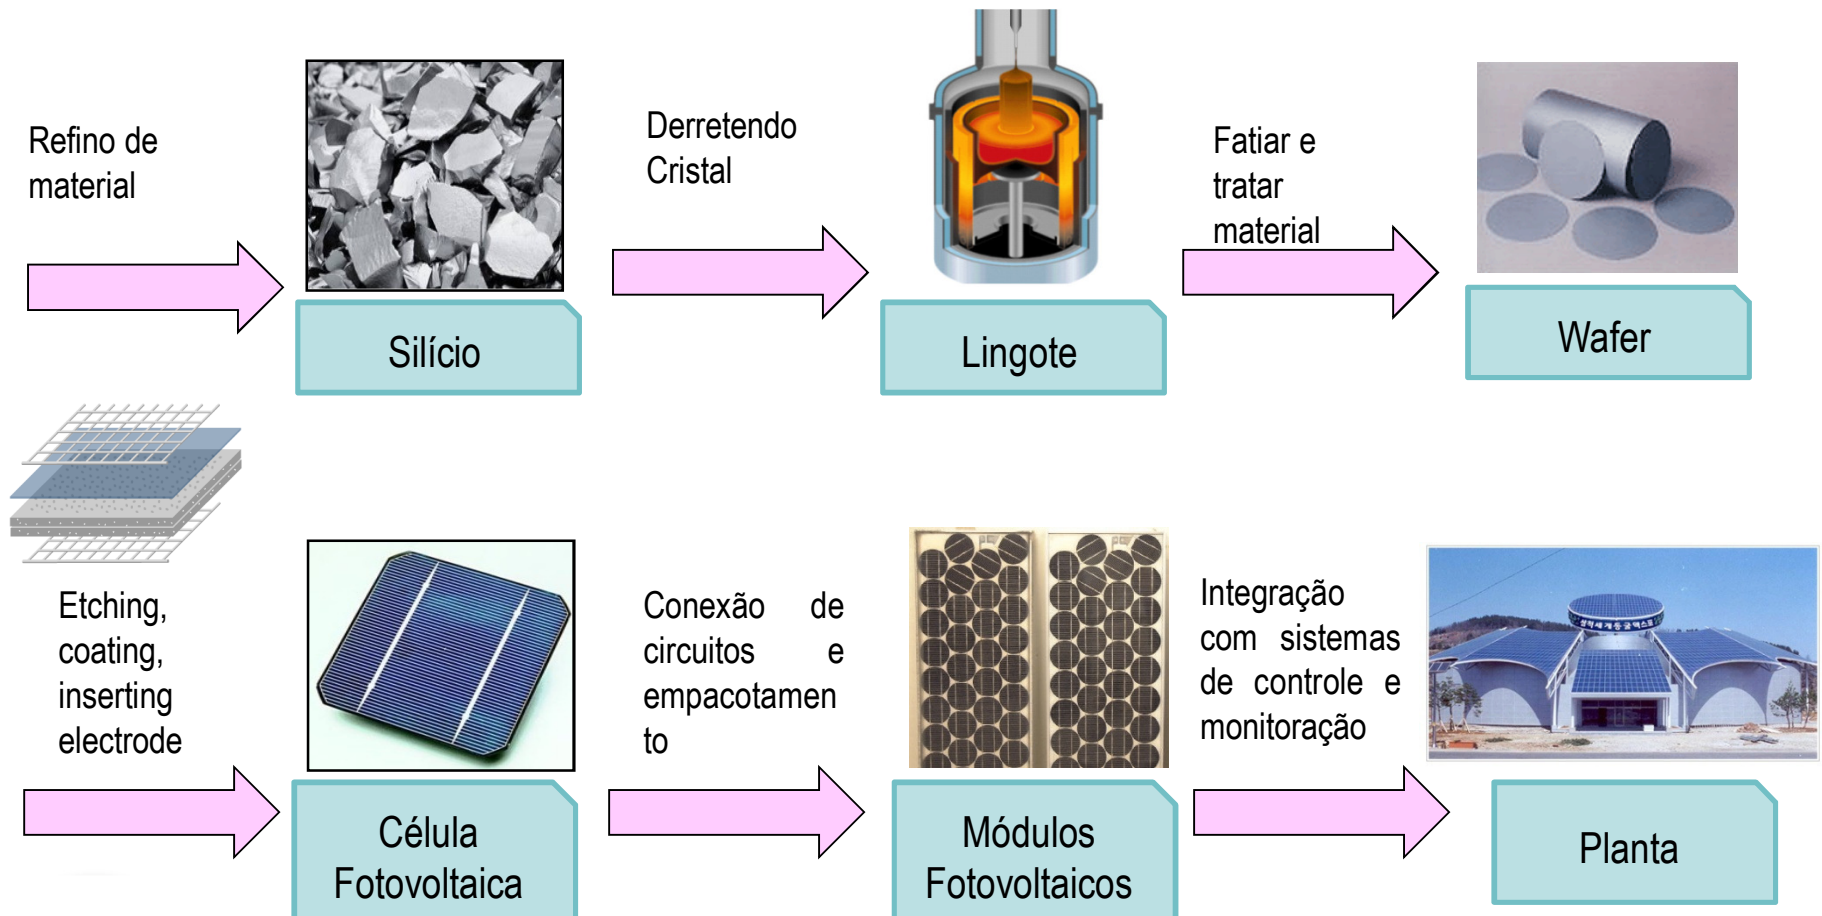 Refino de
material
Silício
Derretendo
Cristal
Lingote
Fatiar e
tratar
material
Wafer
Etching,
coating,
inserting
electrode
Célula
Fotovoltaica
Conexão de
circuitos e
empacotamen
to
Módulos
Fotovoltaicos
Integração
com sistemas
de controle e
monitoração
Planta